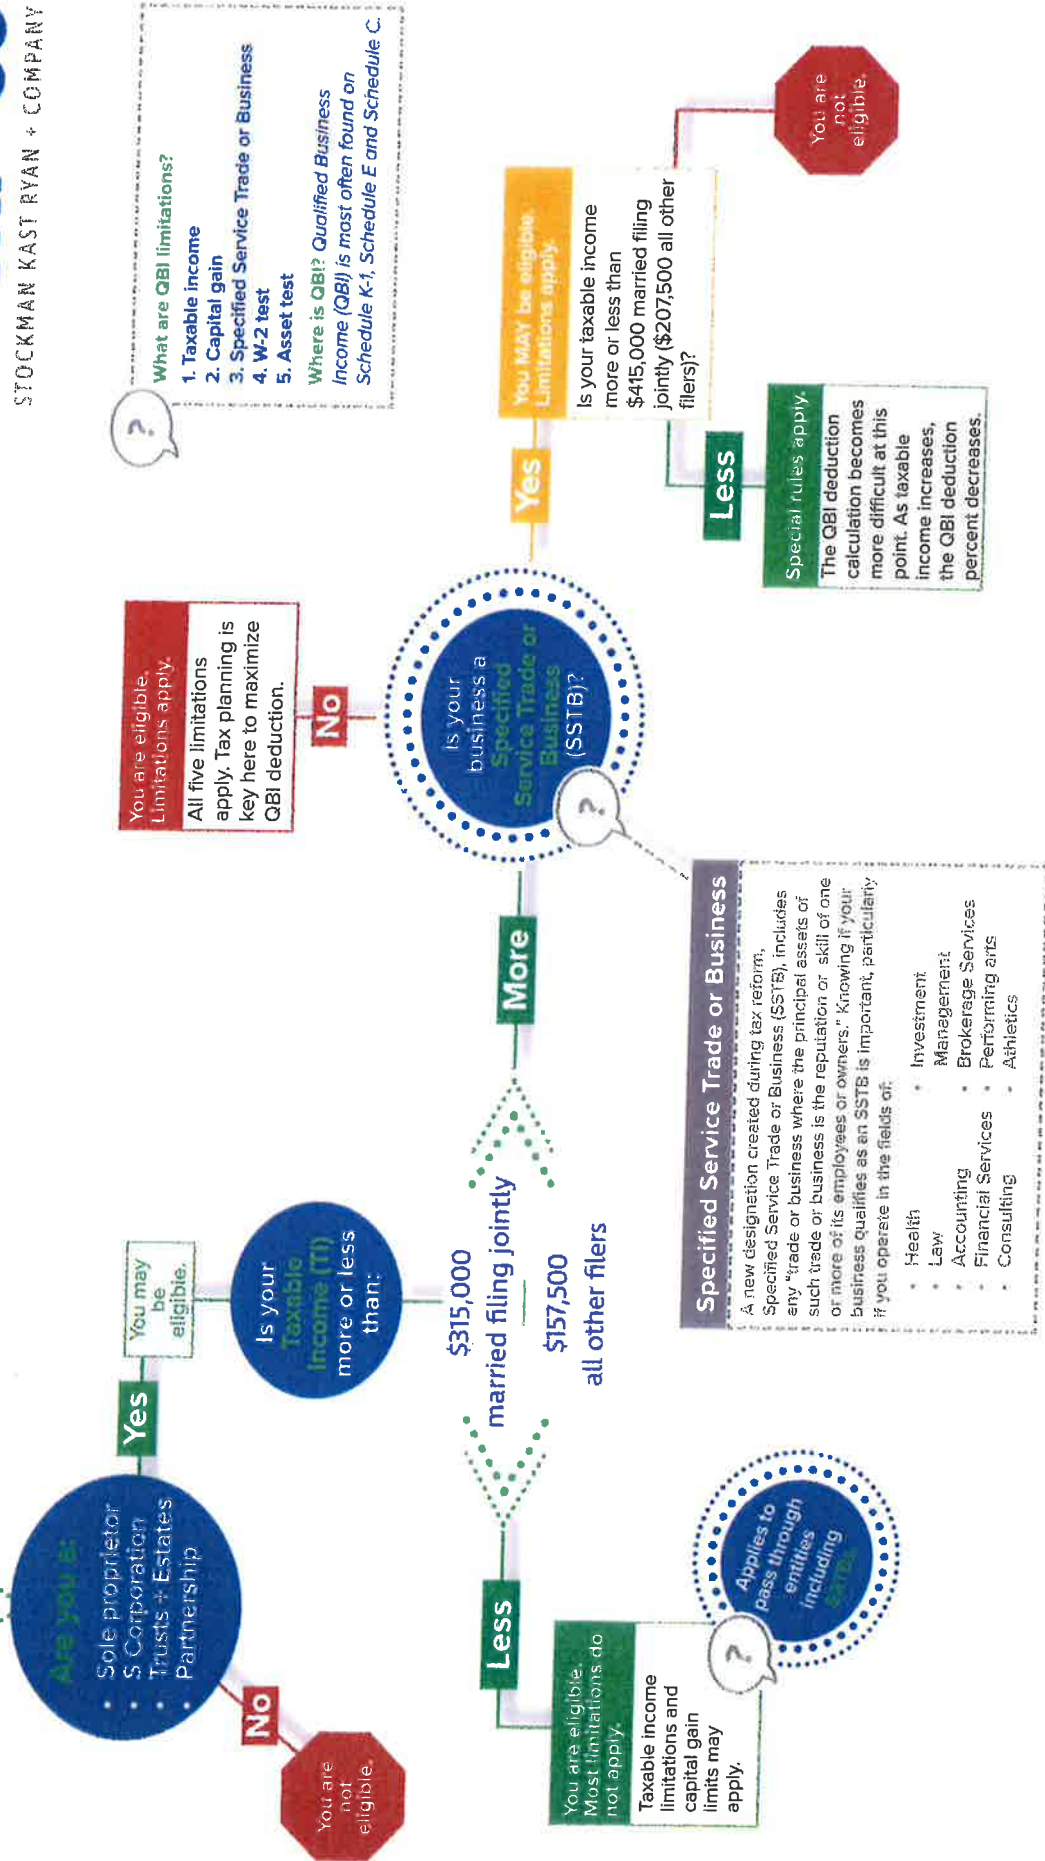 STOCKMAN KAST RYAN + COMPANY
Are you a:
• Sole proprietor
• S Corporation
• Trusts + Estates
• Partnership
No
You are
not
eligible.
Yes
You may
be
eligible.
Is your
Taxable
Income (TI)
more or less
than:
$315,000
married filing jointly
$157,500
all other filers
Less
You are eligible.
Most limitations do
not apply.
Taxable income
limitations and
capital gain
limits may
apply.
?
Applies to
pass through
entities
including
More
Is your
business a
Specified
Service Trade or
Business
(SSTB)?
?
Specified Service Trade or Business
A new designation created during tax reform,
Specified Service Trade or Business (SSTB), includes
any "trade or business where the principal assets of
such trade or business is the reputation or skill of one
or more of its employees or owners." Knowing if your
business qualifies as an SSTB is important, particularly
if you operate in the fields of:
• Health
• Law
• Accounting
• Financial Services
• Consulting
• Investment
Management
• Brokerage Services
• Performing arts
• Athletics
No
You are eligible.
Limitations apply.
All five limitations
apply. Tax planning is
key here to maximize
QBI deduction.
Yes
You MAY be eligible.
Limitations apply.
Is your taxable income
more or less than
$415,000 married filing
jointly ($207,500 all other
filers)?
Less
Special rules apply.
The QBI deduction
calculation becomes
more difficult at this
point. As taxable
income increases,
the QBI deduction
percent decreases.
You are
not
eligible.
?
What are QBI limitations?
1. Taxable income
2. Capital gain
3. Specified Service Trade or Business
4. W-2 test
5. Asset test
Where is QBI? Qualified Business
Income (QBI) is most often found on
Schedule K-1, Schedule E and Schedule C.